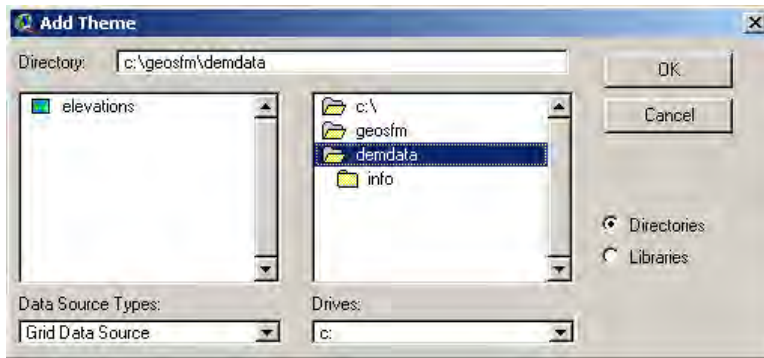 Add Theme
Directory: c:\geosfm\demdata
OK
Cancel
elevations
c:\
geosfm
demdata
info
Directories
Libraries
Data Source Types:
Grid Data Source
Drives:
c: